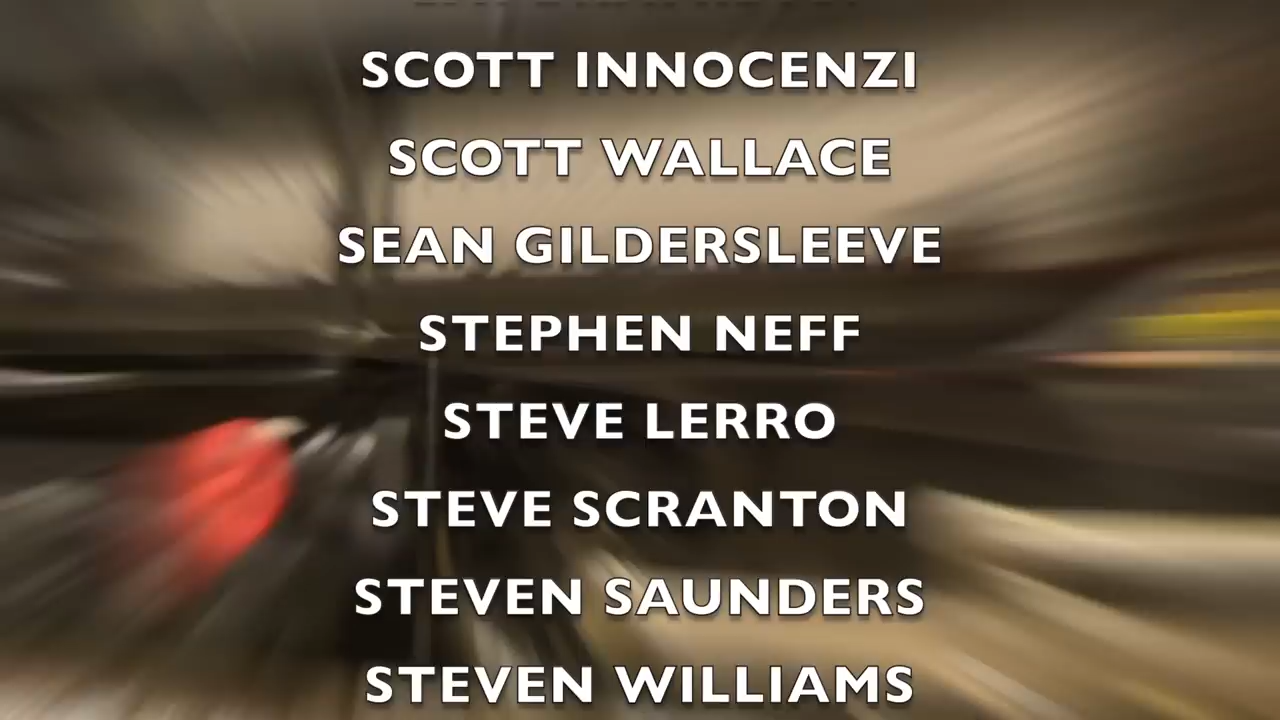 SCOTT INNOCENZI
SCOTT WALLACE
SEAN GILDERSLEEVE
STEPHEN NEFF
STEVE LERRO
STEVE SCRANTON
STEVEN SAUNDERS
STEVEN WILLIAMS